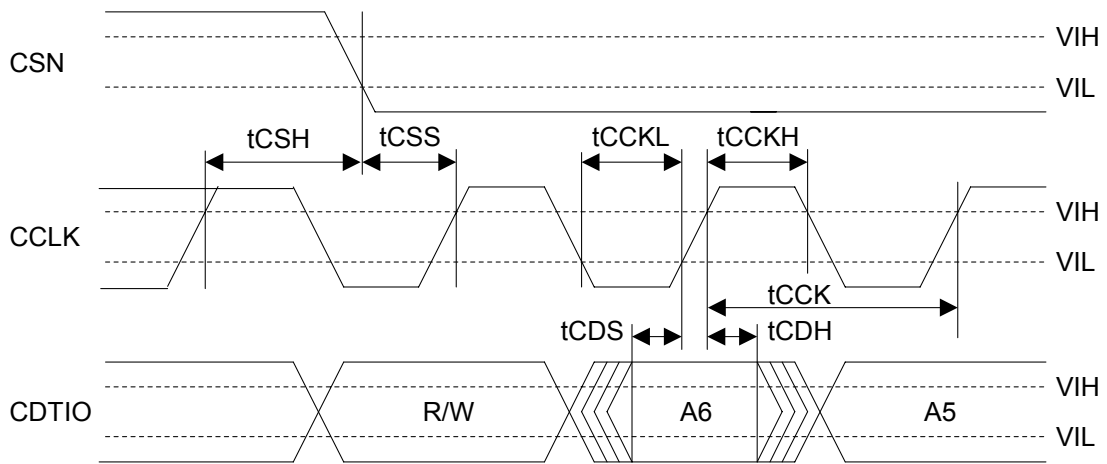 VIH
CSN
VIL
tCSH
tCSS
tCCKL
tCCKH
VIH
CCLK
VIL
tCCK
tCDS
tCDH
VIH
CDTIO
R/W
A6
A5
VIL